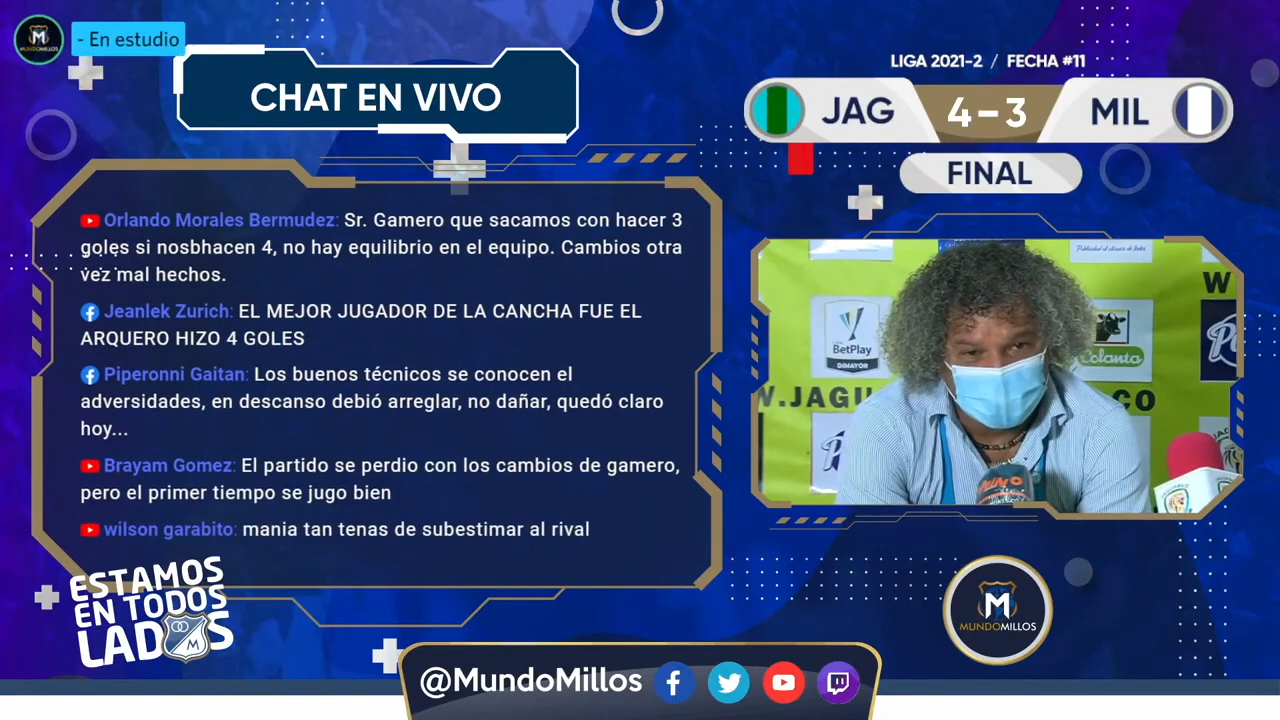 MUNDOMILLOS
- En estudio
CHAT EN VIVO
LIGA 2021-2 / FECHA #11
JAG 4-3 MIL
FINAL
Orlando Morales Bermudez: Sr. Gamero que sacamos con hacer 3
goles si nosbhacen 4, no hay equilibrio en el equipo. Cambios otra
vez mal hechos.
Jeanlek Zurich: EL MEJOR JUGADOR DE LA CANCHA FUE EL
ARQUERO HIZO 4 GOLES
Piperonni Gaitan: Los buenos técnicos se conocen el
adversidades, en descanso debió arreglar, no dañar, quedó claro
hoy...
Brayam Gomez: El partido se perdio con los cambios de gamero,
pero el primer tiempo se jugo bien
wilson garabito: mania tan tenas de subestimar al rival
W
BetPlay
DIMAYOR
Colanta
W.JAGU
CO
ESTAMOS
EN TODOS
LADOS
M
M
MUNDOMILLOS
@MundoMillos